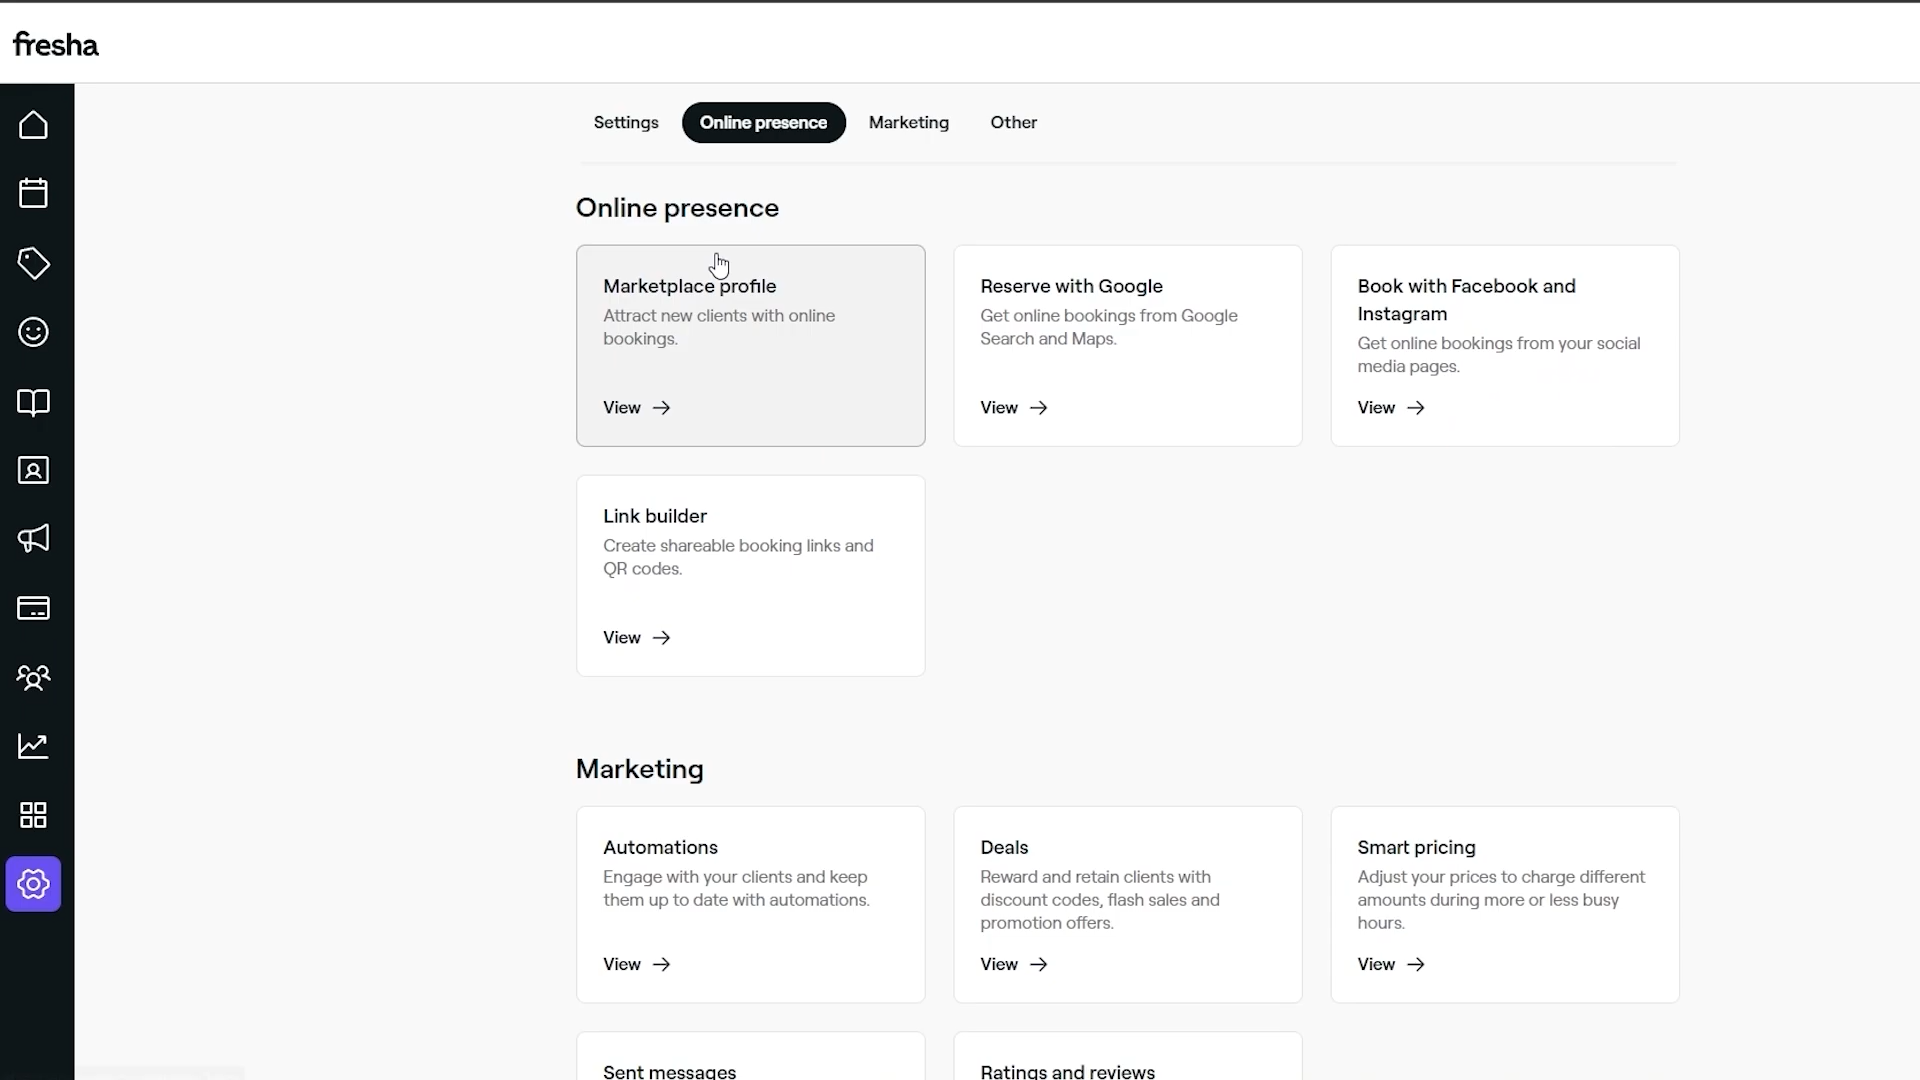 fresha
Settings
Online presence
Marketing
Other
Online presence
Marketplace profile
Attract new clients with online
bookings.
View
Reserve with Google
Get online bookings from Google
Search and Maps.
View
Book with Facebook and
Instagram
Get online bookings from your social
media pages.
View
Link builder
Create shareable booking links and
QR codes.
View
Marketing
Automations
Engage with your clients and keep
them up to date with automations.
View
Deals
Reward and retain clients with
discount codes, flash sales and
promotion offers.
View
Smart pricing
Adjust your prices to charge different
amounts during more or less busy
hours.
View
Sent messages
Ratings and reviews